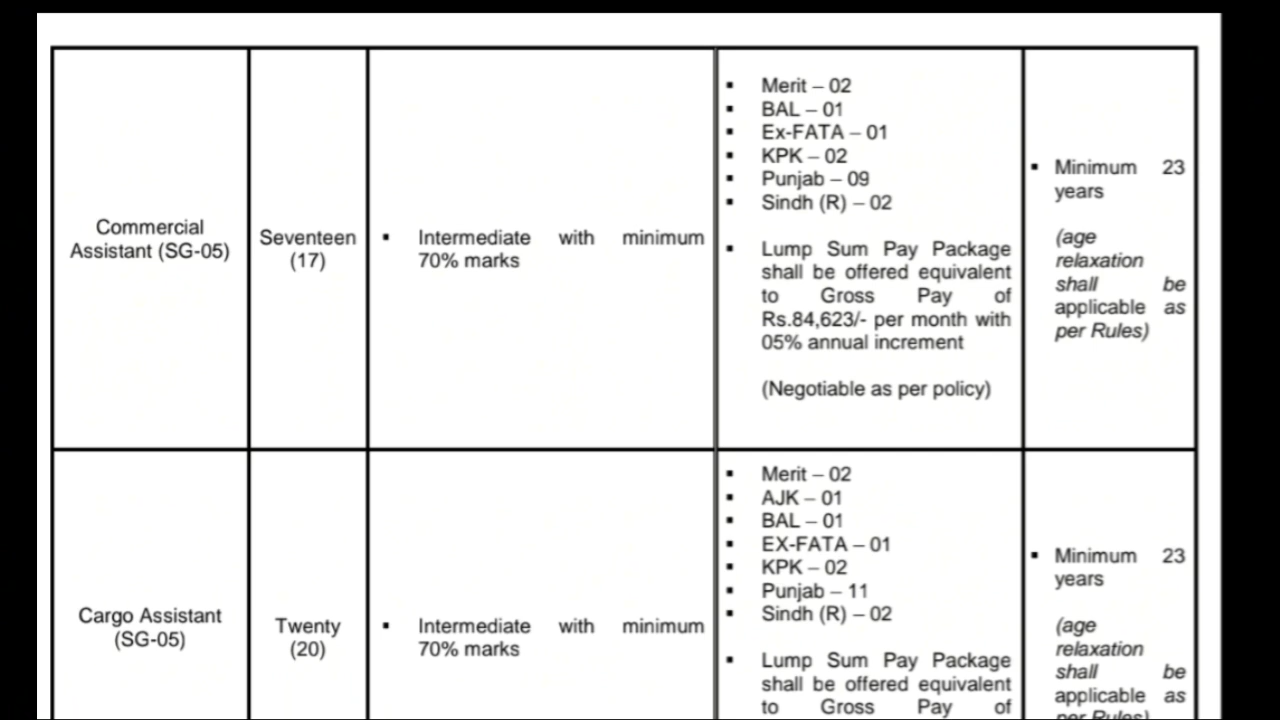 Commercial
Assistant (SG-05)
Seventeen
(17)
▪ Intermediate with minimum
70% marks
▪ Merit – 02
▪ BAL – 01
▪ Ex-FATA – 01
▪ KPK – 02
▪ Punjab – 09
▪ Sindh (R) – 02
▪ Lump Sum Pay Package
shall be offered equivalent
to Gross Pay of
Rs.84,623/- per month with
05% annual increment
(Negotiable as per policy)
▪ Minimum 23
years
(age
relaxation
shall be
applicable as
per Rules)
Cargo Assistant
(SG-05)
Twenty
(20)
▪ Intermediate with minimum
70% marks
▪ Merit – 02
▪ AJK – 01
▪ BAL – 01
▪ EX-FATA – 01
▪ KPK – 02
▪ Punjab – 11
▪ Sindh (R) – 02
▪ Lump Sum Pay Package
shall be offered equivalent
to Gross Pay of
▪ Minimum 23
years
(age
relaxation
shall be
applicable as
per Rules)